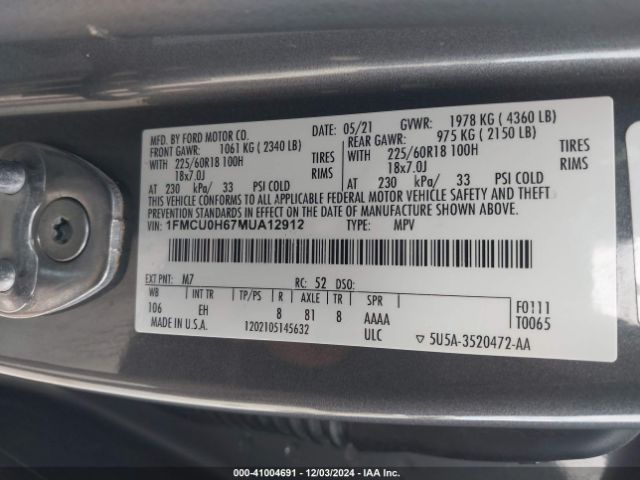 MFD. BY FORD MOTOR CO.
DATE: 05/21 GVWR: 1978 KG ( 4360 LB)
FRONT GAWR: 1061 KG ( 2340 LB) REAR GAWR: 975 KG ( 2150 LB)
WITH 225/60R18 100H TIRES WITH 225/60R18 100H TIRES
18x7.0J RIMS 18x7.0J RIMS
AT 230 kPa/ 33 PSI COLD AT 230 kPa/ 33 PSI COLD
THIS VEHICLE CONFORMS TO ALL APPLICABLE FEDERAL MOTOR VEHICLE SAFETY AND THEFT
PREVENTION STANDARDS IN EFFECT ON THE DATE OF MANUFACTURE SHOWN ABOVE.
VIN: 1FMCU0H67MUA12912 TYPE: MPV
EXT PNT: M7 RC: 52 DSO:
WB INT TR TP/PS R AXLE TR SPR
106 EH 8 81 8 AAAA F0111
MADE IN U.S.A. 1202105145632 ULC T0065
▽ 5U5A-3520472-AA
000-41004691 - 12/03/2024 - IAA Inc.